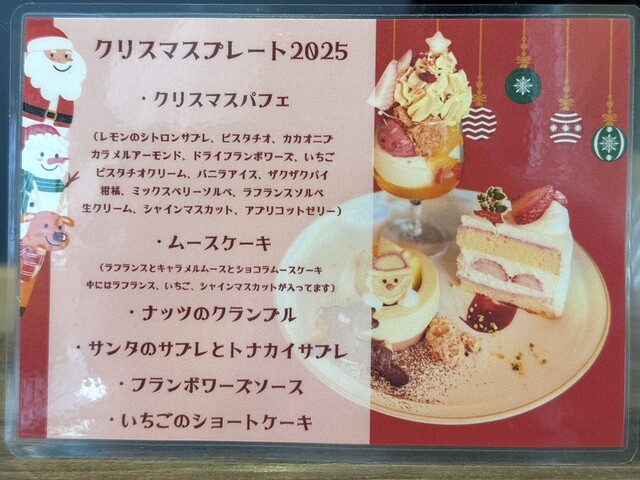 クリスマスプレート2025
・クリスマスパフェ
(レモンのシトロンサブレ、ピスタチオ、カカオニブ
カラメルアーモンド、ドライフランボワーズ、いちご
ピスタチオクリーム、バニラアイス、ザクザクパイ
柑橘、ミックスベリーソルベ、ラフランスソルベ
生クリーム、シャインマスカット、アプリコットゼリー)
・ムースケーキ
(ラフランスとキャラメルムースとショコラムースケーキ
中にはラフランス、いちご、シャインマスカットが入ってます)
・ナッツのクランブル
・サンタのサブレとトナカイサブレ
・フランボワーズソース
・いちごのショートケーキ